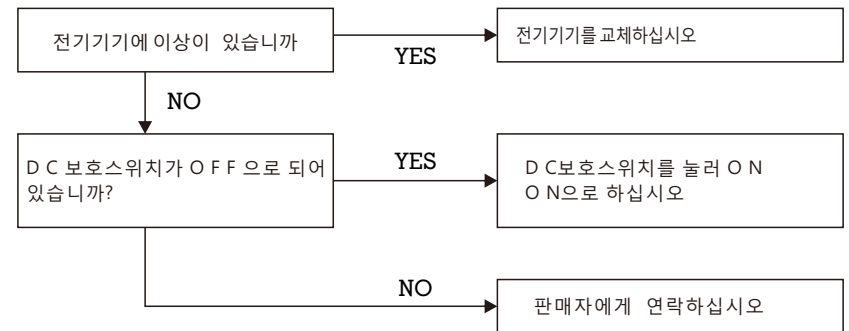 전기기기에 이상이 있습니까
YES
전기기기를 교체하십시오
NO
D C 보호스위치가 O F F 으로 되어
있습니까?
YES
D C보호스위치를 눌러 O N
O N으로 하십시오
NO
판매자에게 연락하십시오